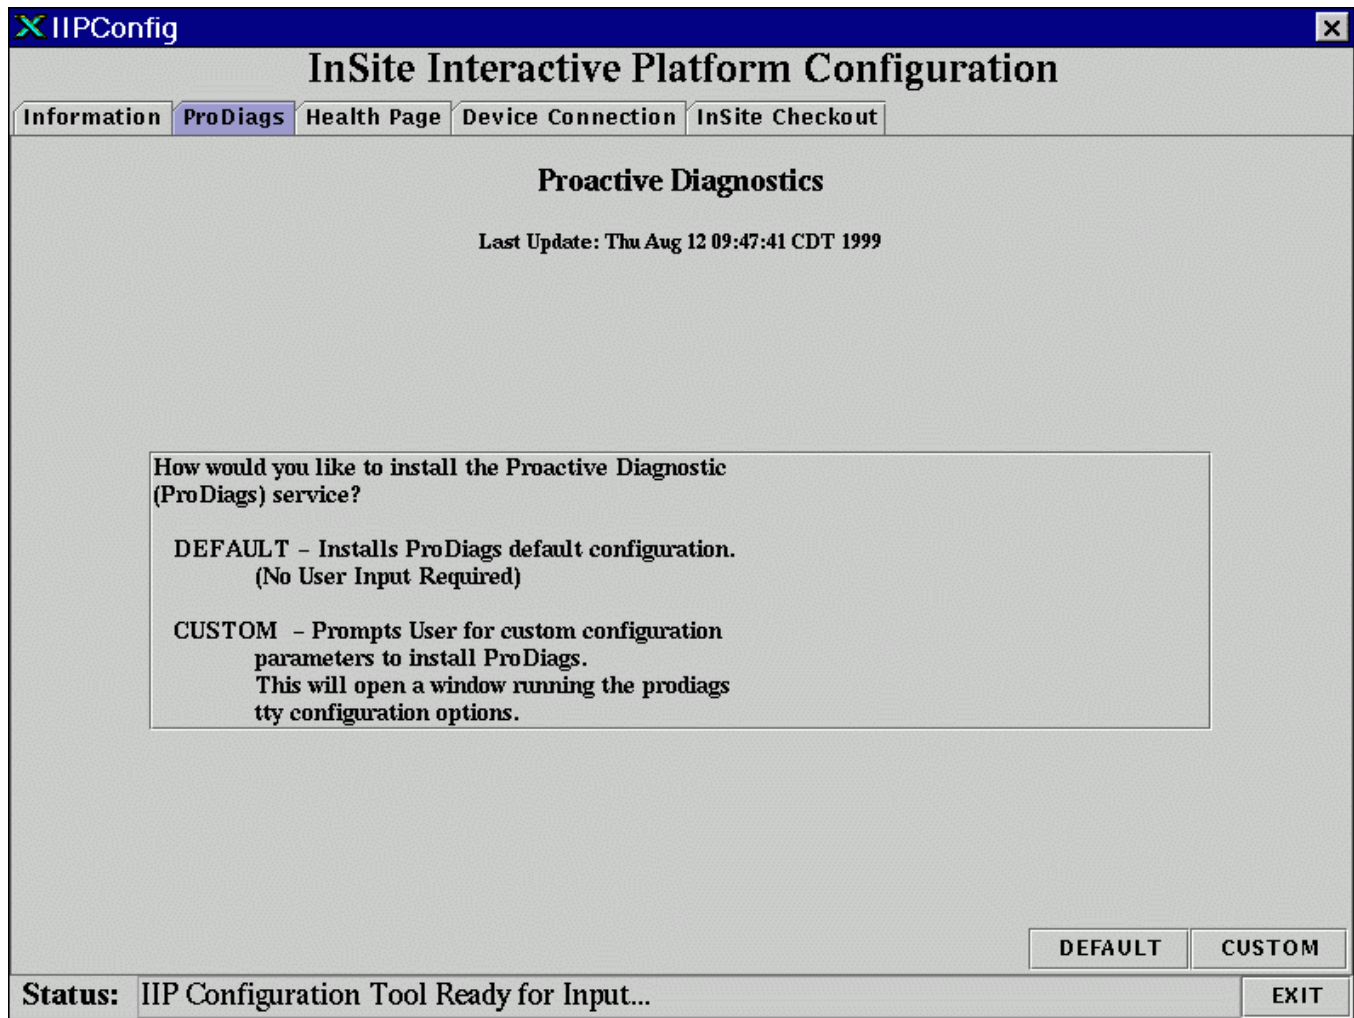 IIPConfig
InSite Interactive Platform Configuration
Information ProDiags Health Page Device Connection InSite Checkout
Proactive Diagnostics
Last Update: Thu Aug 12 09:47:41 CDT 1999
How would you like to install the Proactive Diagnostic
(ProDiags) service?
DEFAULT – Installs ProDiags default configuration.
(No User Input Required)
CUSTOM – Prompts User for custom configuration
parameters to install ProDiags.
This will open a window running the prodiags
tty configuration options.
DEFAULT CUSTOM
Status: IIP Configuration Tool Ready for Input... EXIT